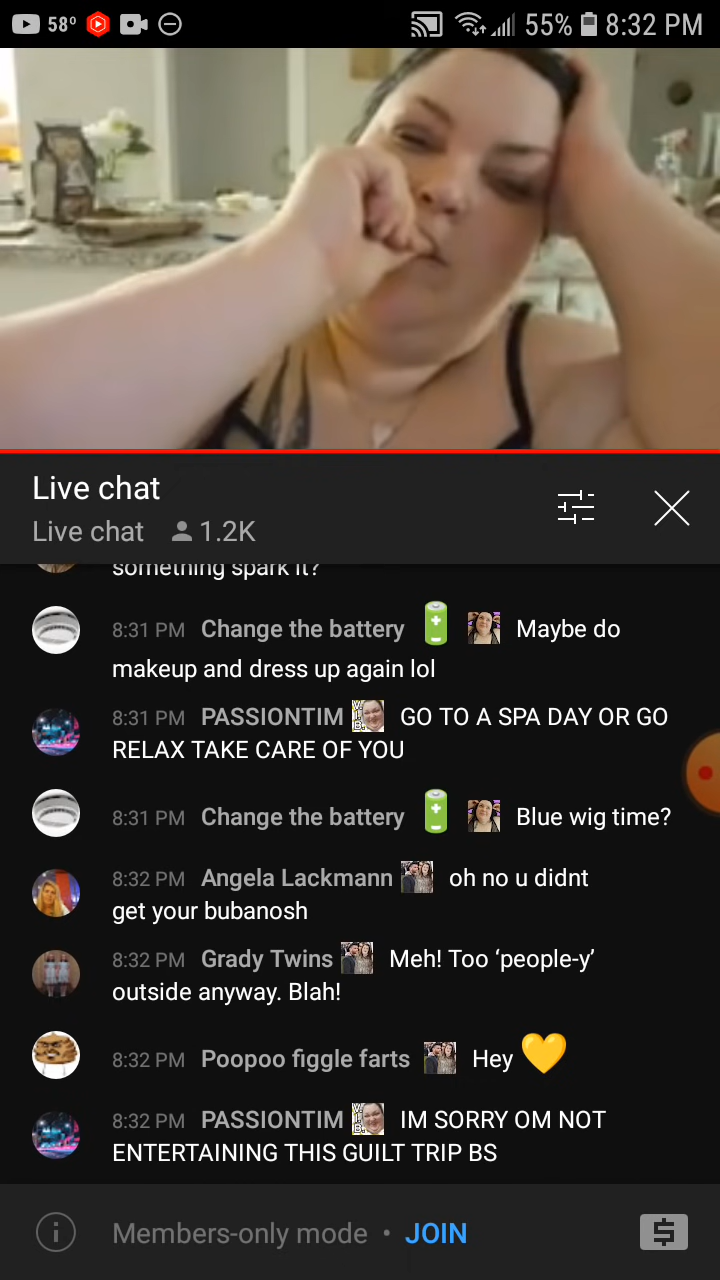 58° 55% 8:32 PM
Live chat
Live chat 1.2K
something spark it?
8:31 PM Change the battery Maybe do
makeup and dress up again lol
8:31 PM PASSIONTIM GO TO A SPA DAY OR GO
RELAX TAKE CARE OF YOU
8:31 PM Change the battery Blue wig time?
8:32 PM Angela Lackmann oh no u didnt
get your bubanosh
8:32 PM Grady Twins Meh! Too ‘people-y’
outside anyway. Blah!
8:32 PM Poopoo figgle farts Hey 💛
8:32 PM PASSIONTIM IM SORRY OM NOT
ENTERTAINING THIS GUILT TRIP BS
Members-only mode • JOIN